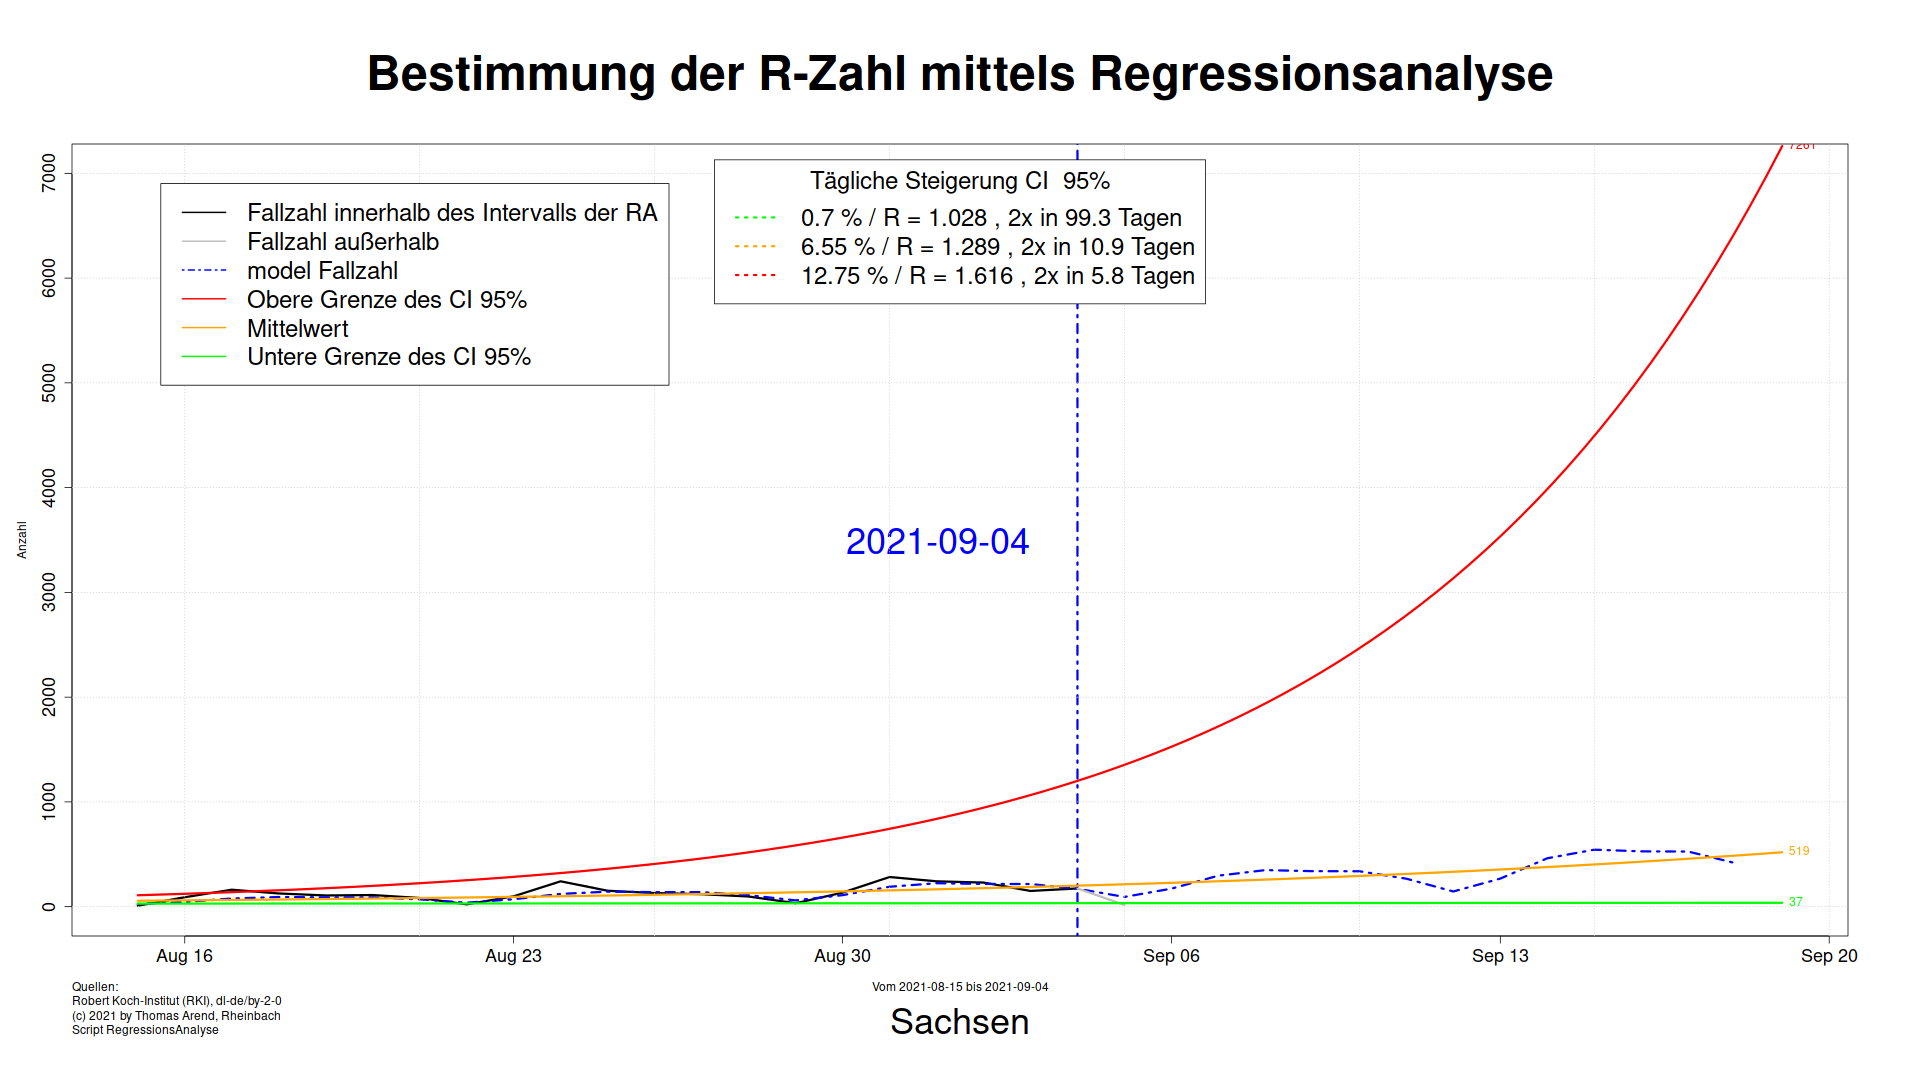 Bestimmung der R-Zahl mittels Regressionsanalyse
Tägliche Steigerung CI 95%
0.7 % / R = 1.028 , 2x in 99.3 Tagen
6.55 % / R = 1.289 , 2x in 10.9 Tagen
12.75 % / R = 1.616 , 2x in 5.8 Tagen
Fallzahl innerhalb des Intervalls der RA
Fallzahl außerhalb
model Fallzahl
Obere Grenze des CI 95%
Mittelwert
Untere Grenze des CI 95%
7261
7000
6000
5000
4000
3000
2000
1000
0
Anzahl
2021-09-04
519
37
Aug 16
Aug 23
Aug 30
Sep 06
Sep 13
Sep 20
Quellen:
Robert Koch-Institut (RKI), dl-de/by-2-0
(c) 2021 by Thomas Arend, Rheinbach
Script RegressionsAnalyse
Vom 2021-08-15 bis 2021-09-04
Sachsen